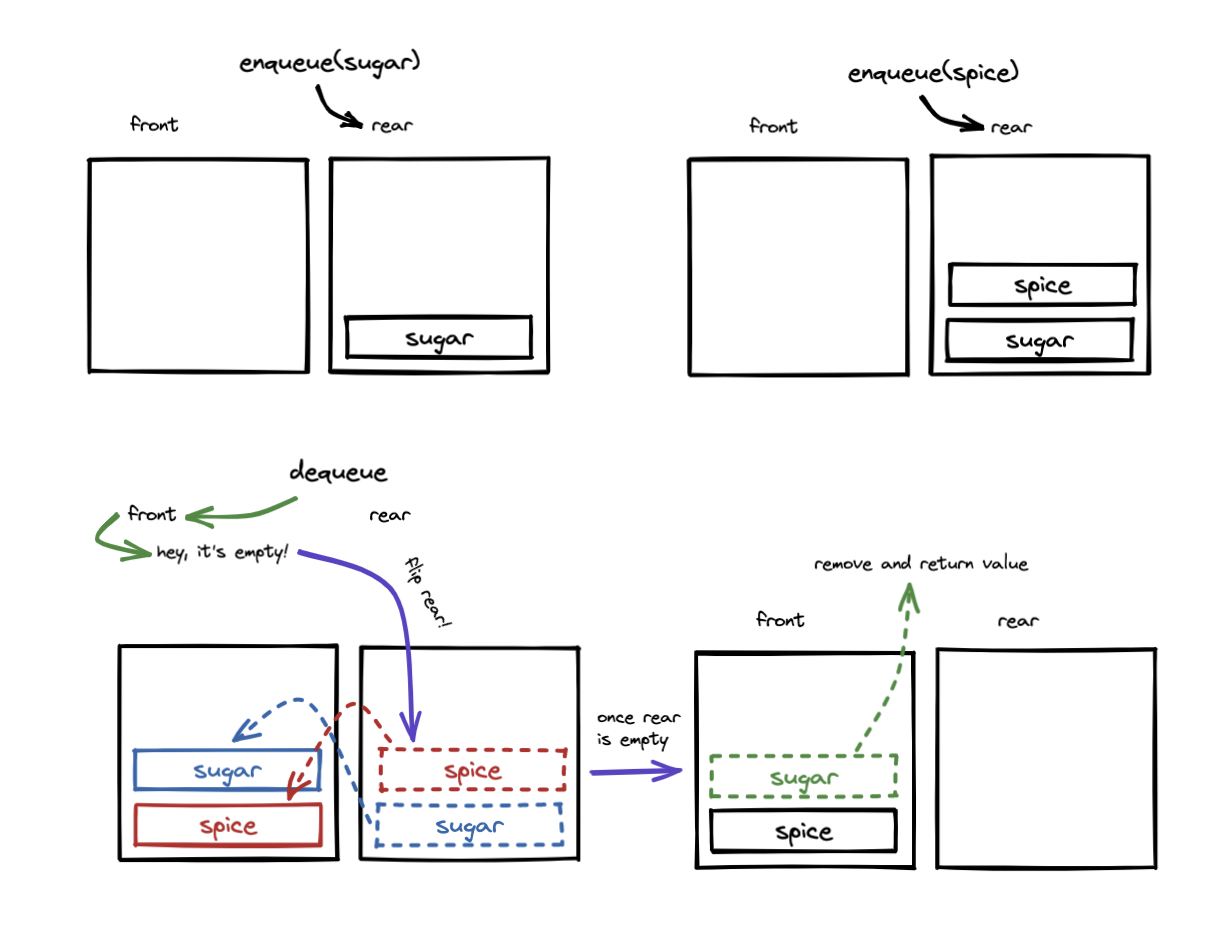 enqueue(sugar)
front
rear
sugar
enqueue(spice)
front
rear
spice
sugar
dequeue
front
rear
hey, it's empty!
flip rear!
sugar
spice
spice
sugar
once rear
is empty
remove and return value
front
rear
sugar
spice